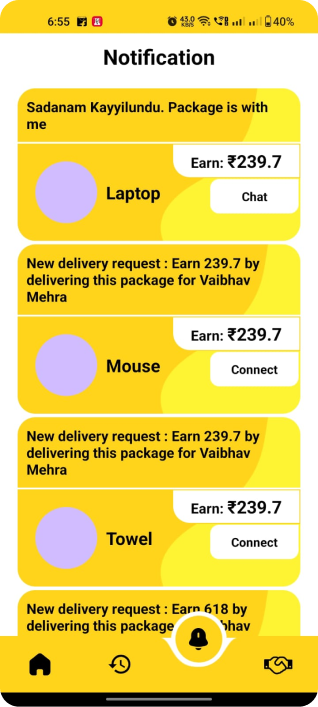 6:55 43.0 KB/S 40%
Notification
Sadanam Kayyilundu. Package is with
me
Earn: ₹239.7
Laptop
Chat
New delivery request : Earn 239.7 by
delivering this package for Vaibhav
Mehra
Earn: ₹239.7
Mouse
Connect
New delivery request : Earn 239.7 by
delivering this package for Vaibhav
Mehra
Earn: ₹239.7
Towel
Connect
New delivery request : Earn 618 by
delivering this package bhav